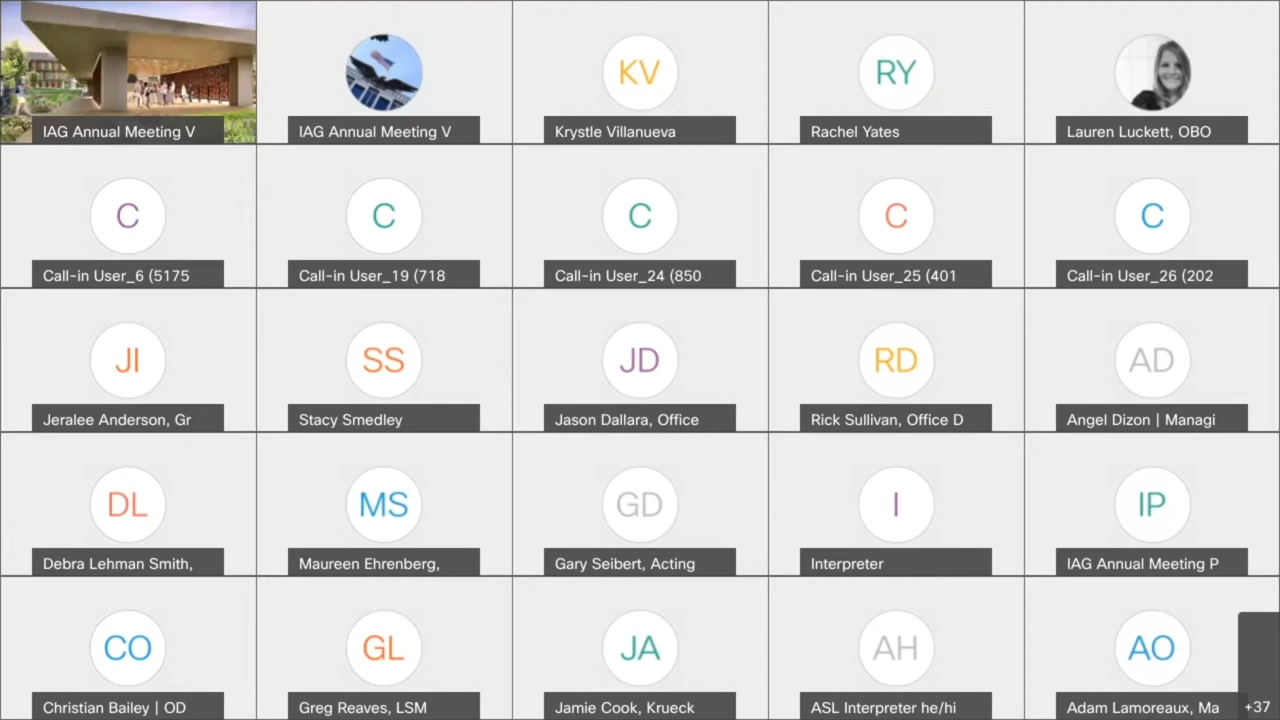 IAG Annual Meeting V
IAG Annual Meeting V
KV
Krystle Villanueva
RY
Rachel Yates
Lauren Luckett, OBO
C
Call-in User_6 (5175
C
Call-in User_19 (718
C
Call-in User_24 (850
C
Call-in User_25 (401
C
Call-in User_26 (202
JI
Jeralee Anderson, Gr
SS
Stacy Smedley
JD
Jason Dallara, Office
RD
Rick Sullivan, Office D
AD
Angel Dizon | Managi
DL
Debra Lehman Smith,
MS
Maureen Ehrenberg,
GD
Gary Seibert, Acting
I
Interpreter
IP
IAG Annual Meeting P
CO
Christian Bailey | OD
GL
Greg Reaves, LSM
JA
Jamie Cook, Krueck
AH
ASL Interpreter he/hi
AO
Adam Lamoreaux, Ma
+37